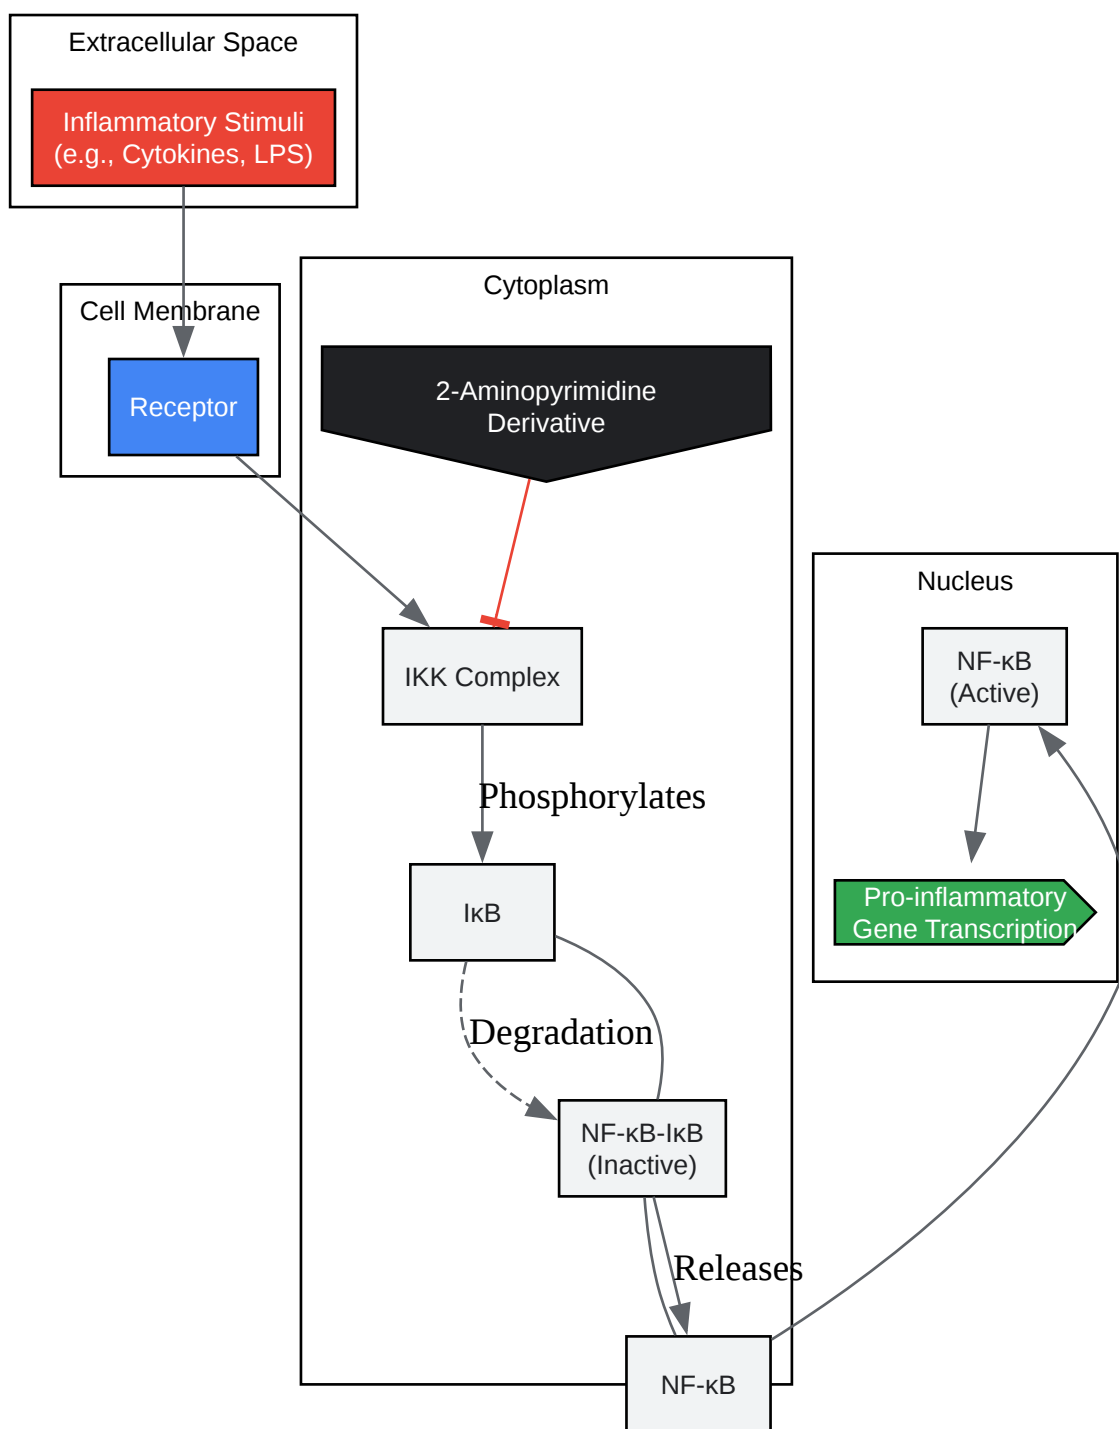 Extracellular Space
Inflammatory Stimuli
(e.g., Cytokines, LPS)
Cell Membrane
Receptor
Cytoplasm
2-Aminopyrimidine
Derivative
IKK Complex
Phosphorylates
IκB
Degradation
NF-κB-IκB
(Inactive)
Releases
NF-κB
Nucleus
NF-κB
(Active)
Pro-inflammatory
Gene Transcription